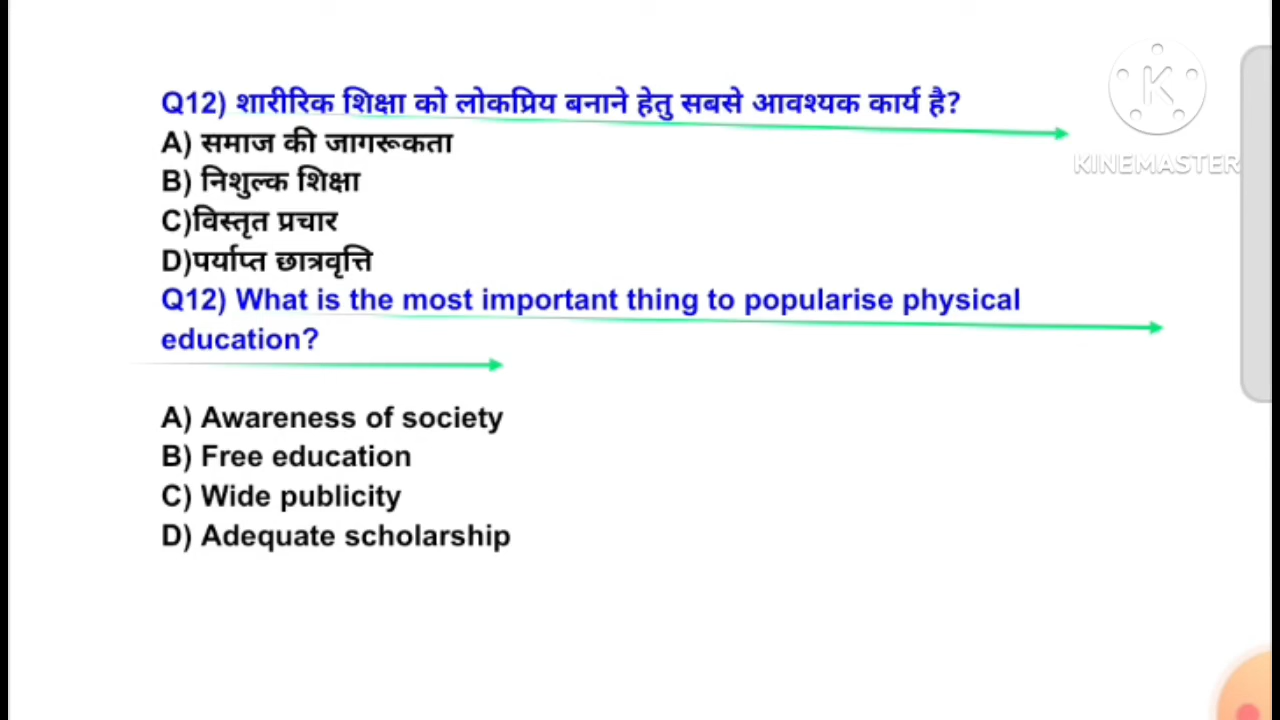 Q12) शारीरिक शिक्षा को लोकप्रिय बनाने हेतु सबसे आवश्यक कार्य है?
A) समाज की जागरूकता
B) निशुल्क शिक्षा
C)विस्तृत प्रचार
D)पर्याप्त छात्रवृत्ति
Q12) What is the most important thing to popularise physical
education?
A) Awareness of society
B) Free education
C) Wide publicity
D) Adequate scholarship
K
KINEMASTER